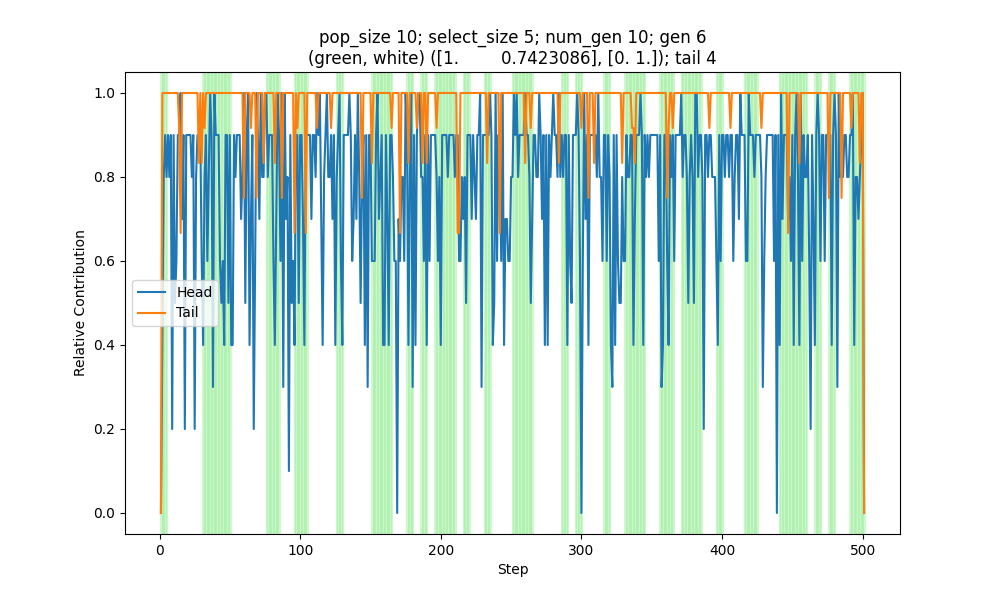 pop_size 10; select_size 5; num_gen 10; gen 6
(green, white) ([1. 0.7423086], [0. 1.]); tail 4
1.0
0.8
0.6
0.4
0.2
0.0
Relative Contribution
Head
Tail
0
100
200
300
400
500
Step